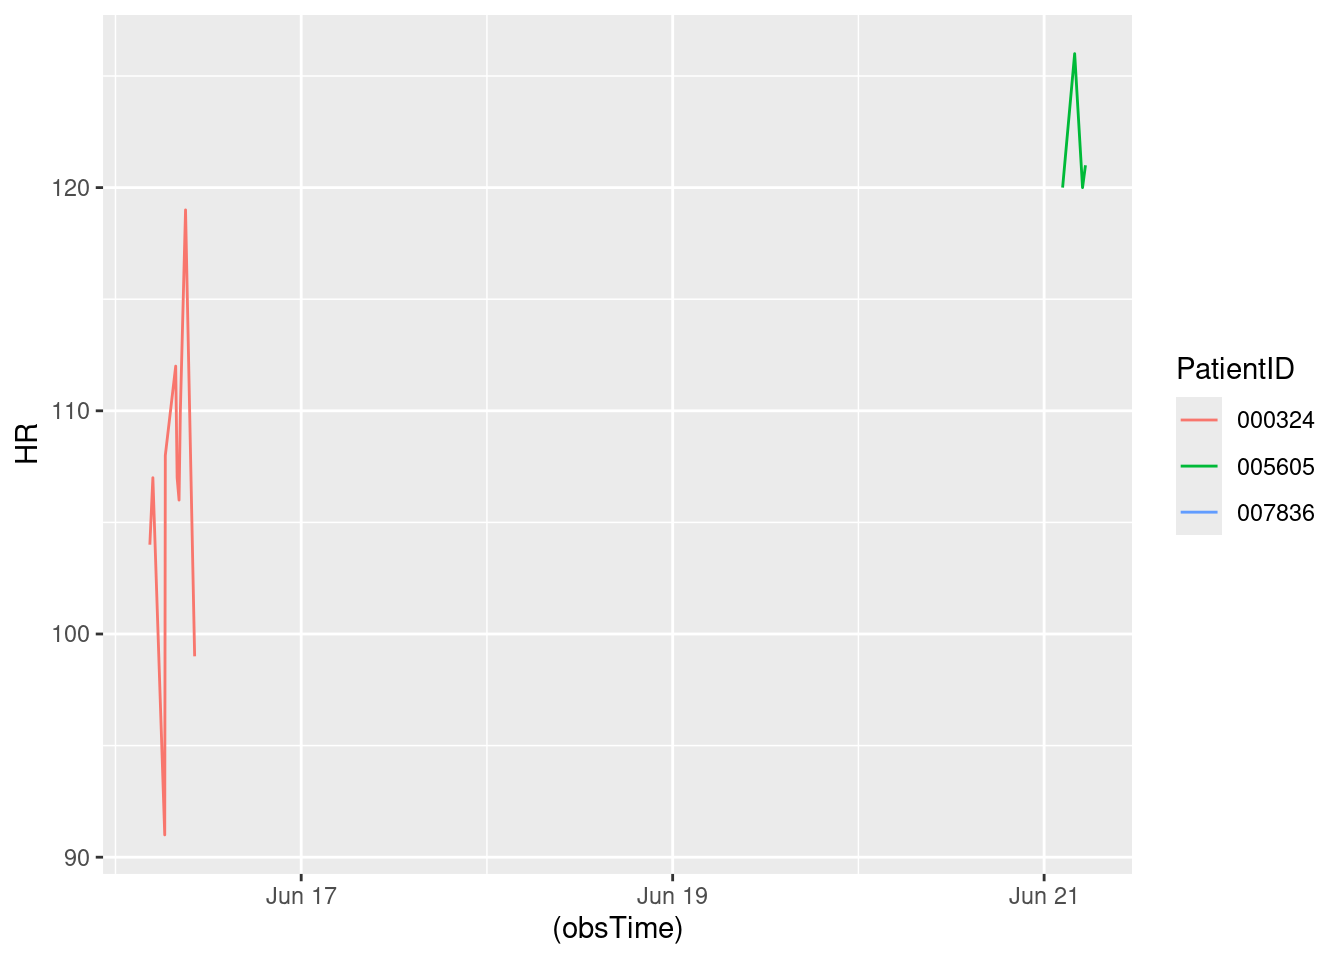 120
110
100
90
HR
Jun 17
Jun 19
Jun 21
(obsTime)
PatientID
000324
005605
007836